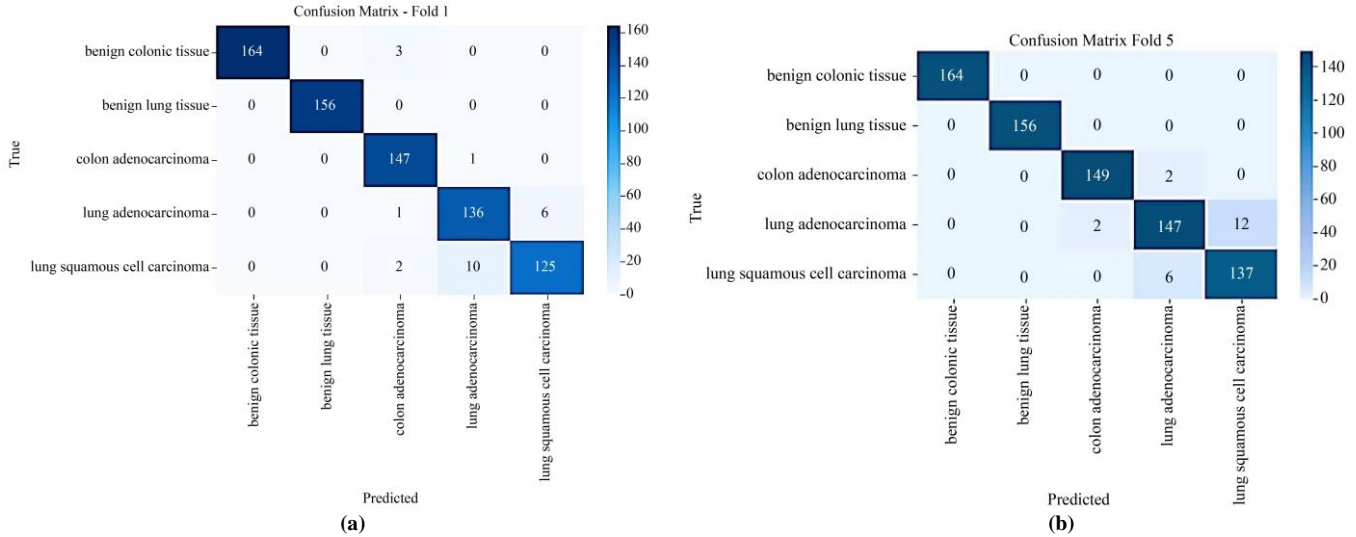 Confusion Matrix - Fold 1
True
benign colonic tissue 164 0 3 0 0
benign lung tissue 0 156 0 0 0
colon adenocarcinoma 0 0 147 1 0
lung adenocarcinoma 0 0 1 136 6
lung squamous cell carcinoma 0 0 2 10 125
160
140
120
100
80
60
40
20
0
benign colonic tissue
benign lung tissue
colon adenocarcinoma
lung adenocarcinoma
lung squamous cell carcinoma
Predicted
(a)
Confusion Matrix Fold 5
True
benign colonic tissue 164 0 0 0 0
benign lung tissue 0 156 0 0 0
colon adenocarcinoma 0 0 149 2 0
lung adenocarcinoma 0 0 2 147 12
lung squamous cell carcinoma 0 0 0 6 137
140
120
100
80
60
40
20
0
benign colonic tissue
benign lung tissue
colon adenocarcinoma
lung adenocarcinoma
lung squamous cell carcinoma
Predicted
(b)